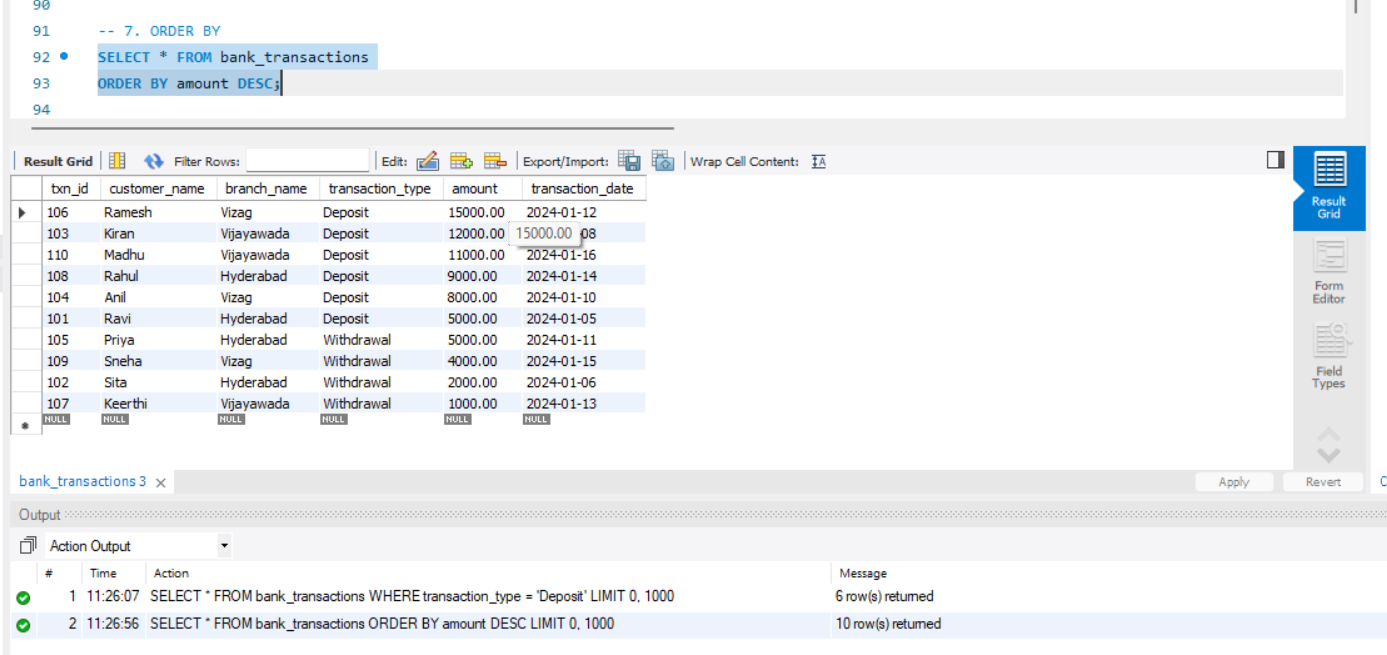 90
91 -- 7. ORDER BY
92 SELECT * FROM bank_transactions
93 ORDER BY amount DESC;
94
Result Grid Filter Rows: Edit: Export/Import: Wrap Cell Content:
txn_id customer_name branch_name transaction_type amount transaction_date
106 Ramesh Vizag Deposit 15000.00 2024-01-12
103 Kiran Vijayawada Deposit 12000.00 15000.00 08
110 Madhu Vijayawada Deposit 11000.00 2024-01-16
108 Rahul Hyderabad Deposit 9000.00 2024-01-14
104 Anil Vizag Deposit 8000.00 2024-01-10
101 Ravi Hyderabad Deposit 5000.00 2024-01-05
105 Priya Hyderabad Withdrawal 5000.00 2024-01-11
109 Sneha Vizag Withdrawal 4000.00 2024-01-15
102 Sita Hyderabad Withdrawal 2000.00 2024-01-06
107 Keerthi Vijayawada Withdrawal 1000.00 2024-01-13
NULL NULL NULL NULL NULL NULL
Result
Grid
Form
Editor
Field
Types
bank_transactions 3 Apply Revert
Output
Action Output
# Time Action Message
1 11:26:07 SELECT * FROM bank_transactions WHERE transaction_type = 'Deposit' LIMIT 0, 1000 6 row(s) returned
2 11:26:56 SELECT * FROM bank_transactions ORDER BY amount DESC LIMIT 0, 1000 10 row(s) returned